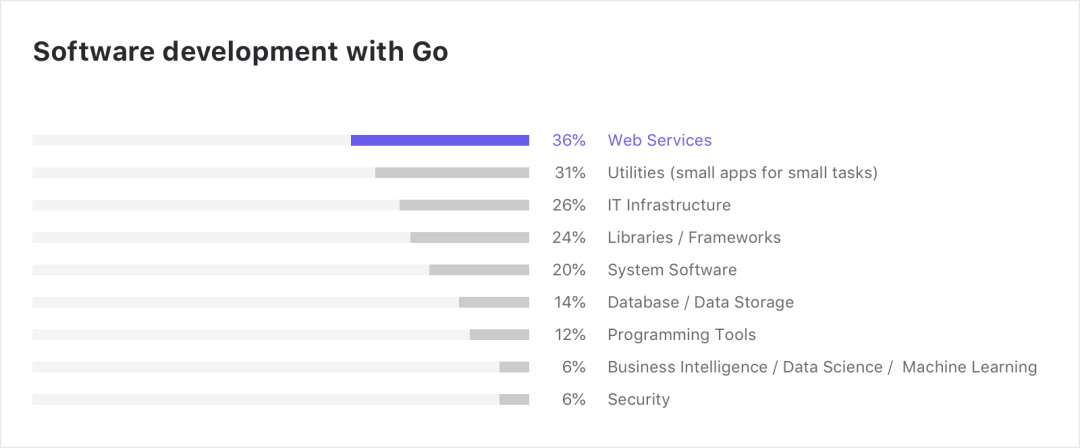 Software development with Go
36% Web Services
31% Utilities (small apps for small tasks)
26% IT Infrastructure
24% Libraries / Frameworks
20% System Software
14% Database / Data Storage
12% Programming Tools
6% Business Intelligence / Data Science /  Machine Learning
6% Security